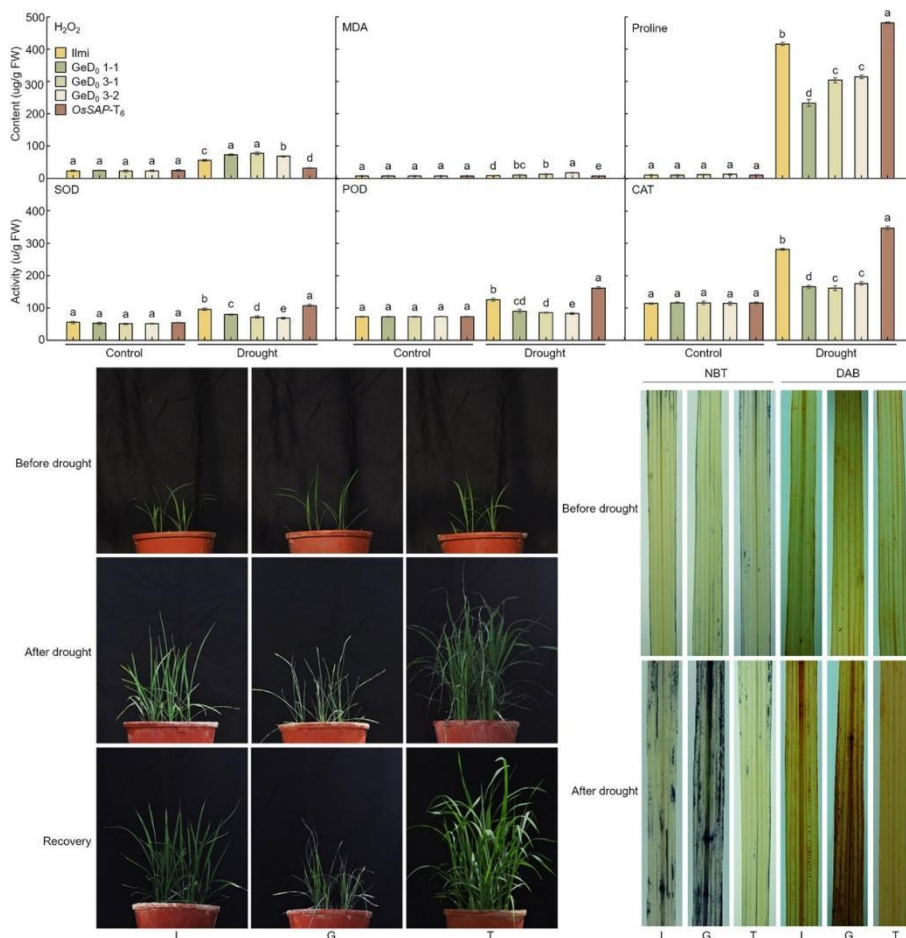 H₂O₂
MDA
Proline
Content (ug/g FW)
500
400
300
200
100
0
Ilmi
GeD₀ 1-1
GeD₀ 3-1
GeD₀ 3-2
OsSAP-T₆
a a a a a c a a b d
a a a a a d bc b a e
a a a a a b d c c a
SOD
POD
CAT
Activity (u/g FW)
400
300
200
100
0
a a a a a b c d e a
a a a a a b cd d e a
a a a a a b d c c a
Control Drought Control Drought Control Drought
NBT DAB
Before drought
Before drought
After drought
After drought
Recovery
I G T
I G T I G T